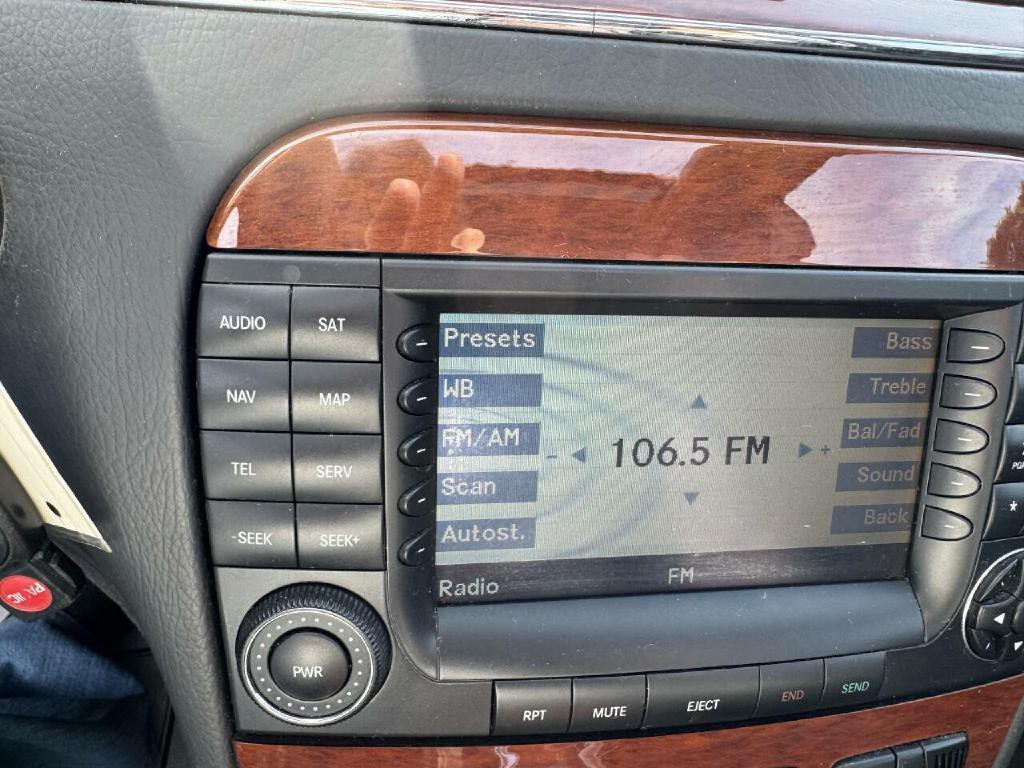 AUDIO SAT
NAV MAP
TEL SERV
-SEEK SEEK+
PWR
Presets
WB
FM/AM
Scan
Autost.
- 106.5 FM +
Bass
Treble
Bal/Fad
Sound
Back
Radio FM
RPT MUTE EJECT END SEND
*